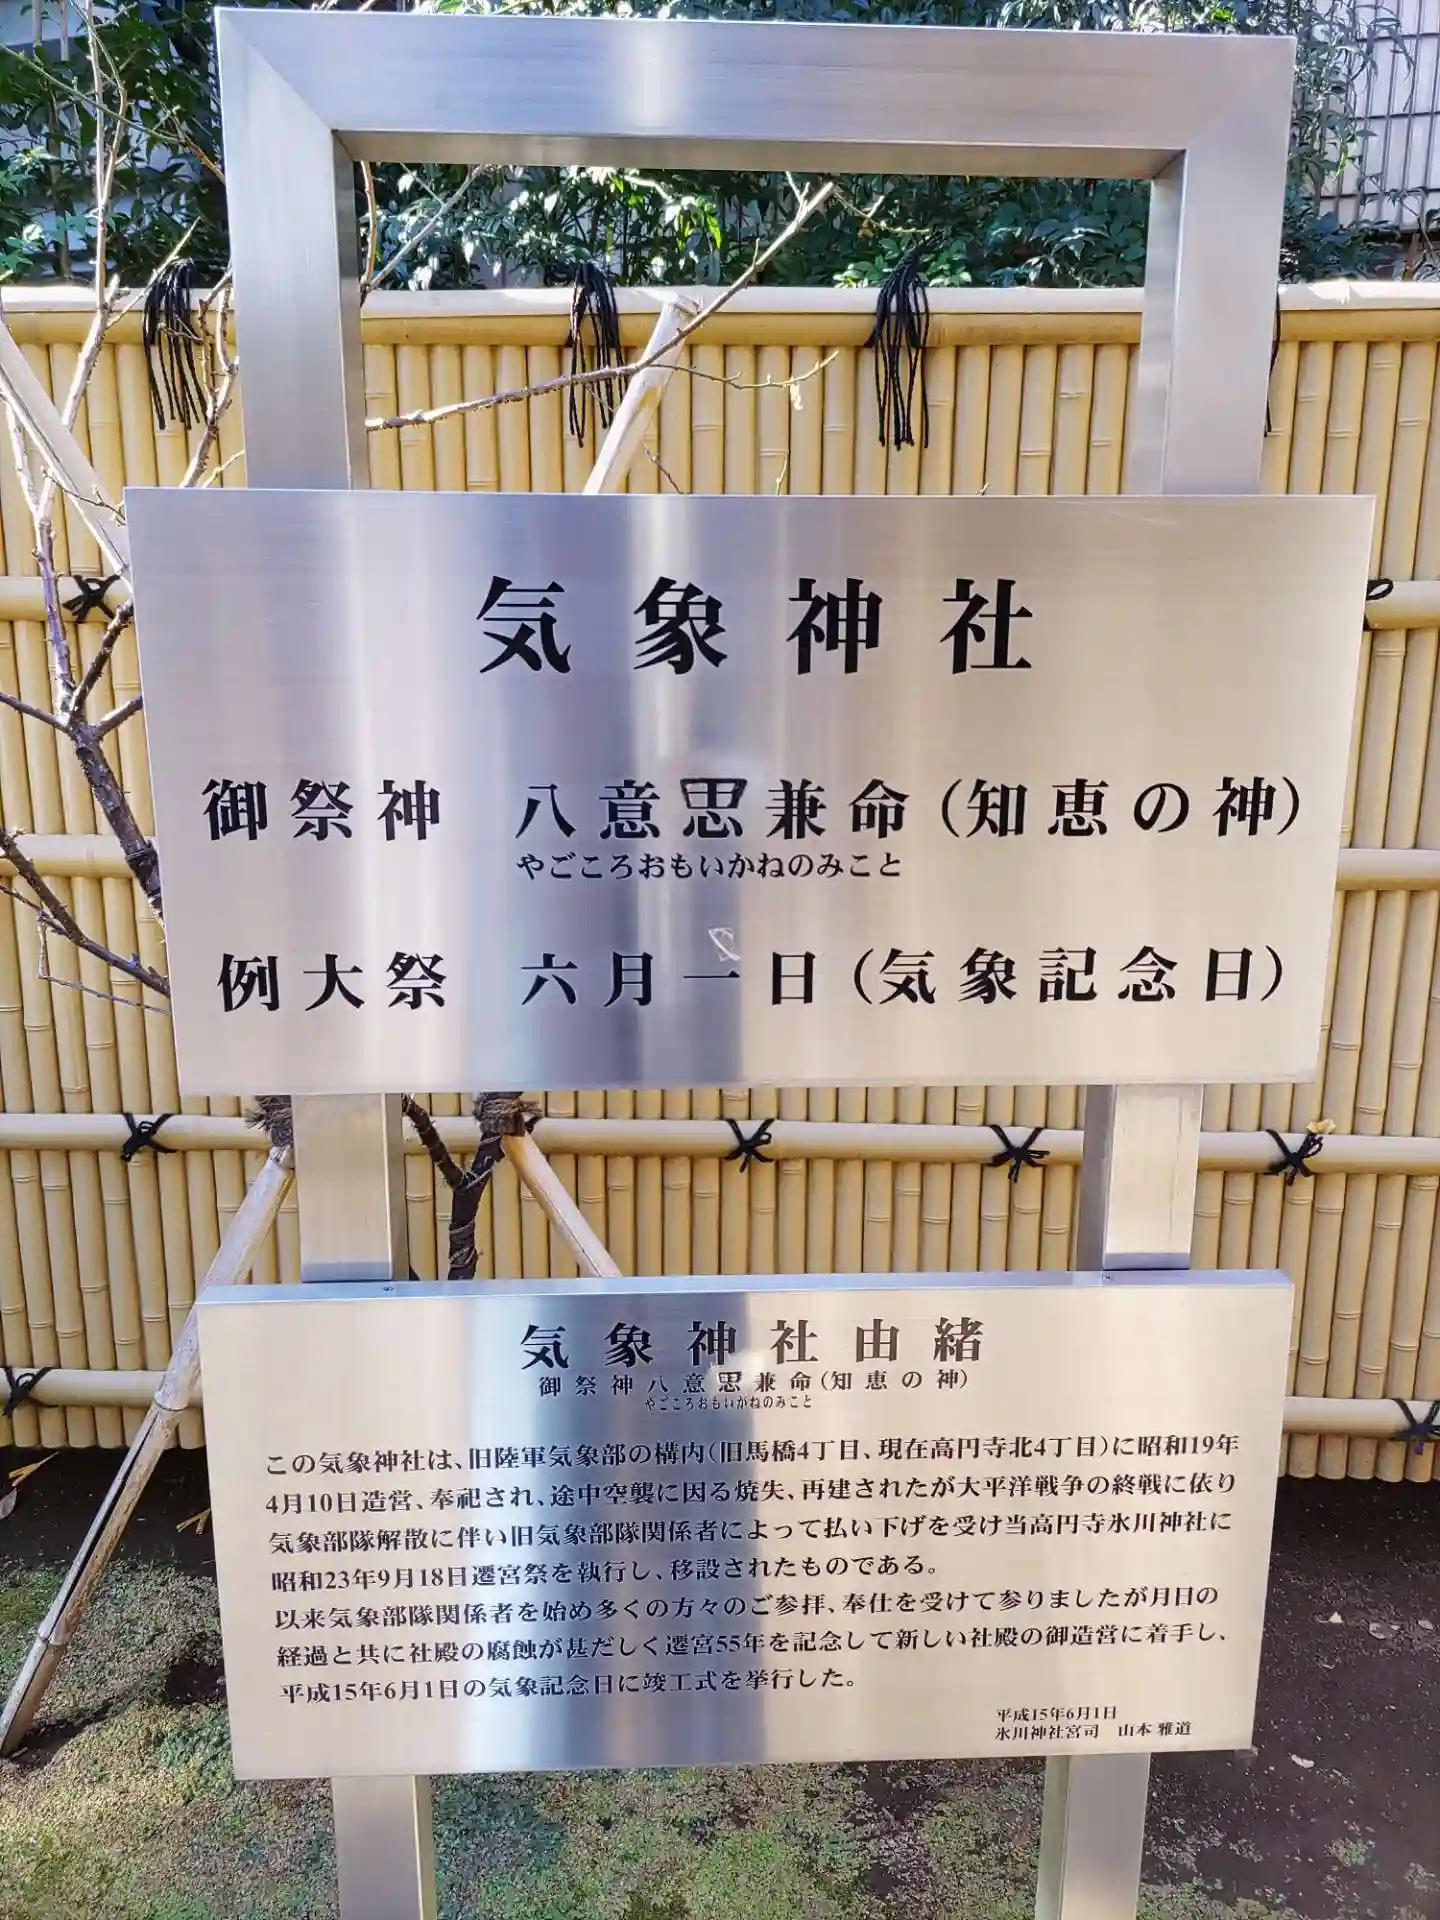 気象神社
御祭神 八意思兼命(知恵の神)
やごころおもいかねのみこと
例大祭 六月一日(気象記念日)
気象神社由緒
御祭神八意思兼命(知恵の神)
やごころおもいかねのみこと
この気象神社は、旧陸軍気象部の構内(旧馬橋4丁目、現在高円寺北4丁目)に昭和19年
4月10日造営、奉祀され、途中空襲に因る焼失、再建されたが大平洋戦争の終戦に依り
気象部隊解散に伴い旧気象部隊関係者によって払い下げを受け当高円寺氷川神社に
昭和23年9月18日遷宮祭を執行し、移設されたものである。
以来気象部隊関係者を始め多くの方々のご参拝、奉仕を受けて参りましたが月日の
経過と共に社殿の腐蝕が甚だしく遷宮55年を記念して新しい社殿の御造営に着手し、
平成15年6月1日の気象記念日に竣工式を挙行した。
平成15年6月1日
氷川神社宮司 山本 雅道